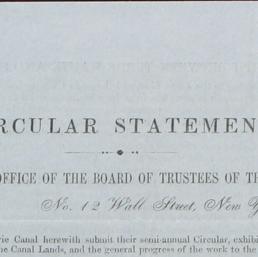 RCULAR STATEMEN
OFFICE OF THE BOARD OF TRUSTEES OF TH
No. 12 Wall Street, New Y
rie Canal herewith submit their semi-annual Circular, exhibi
he Canal Lands, and the general progress of the work to the